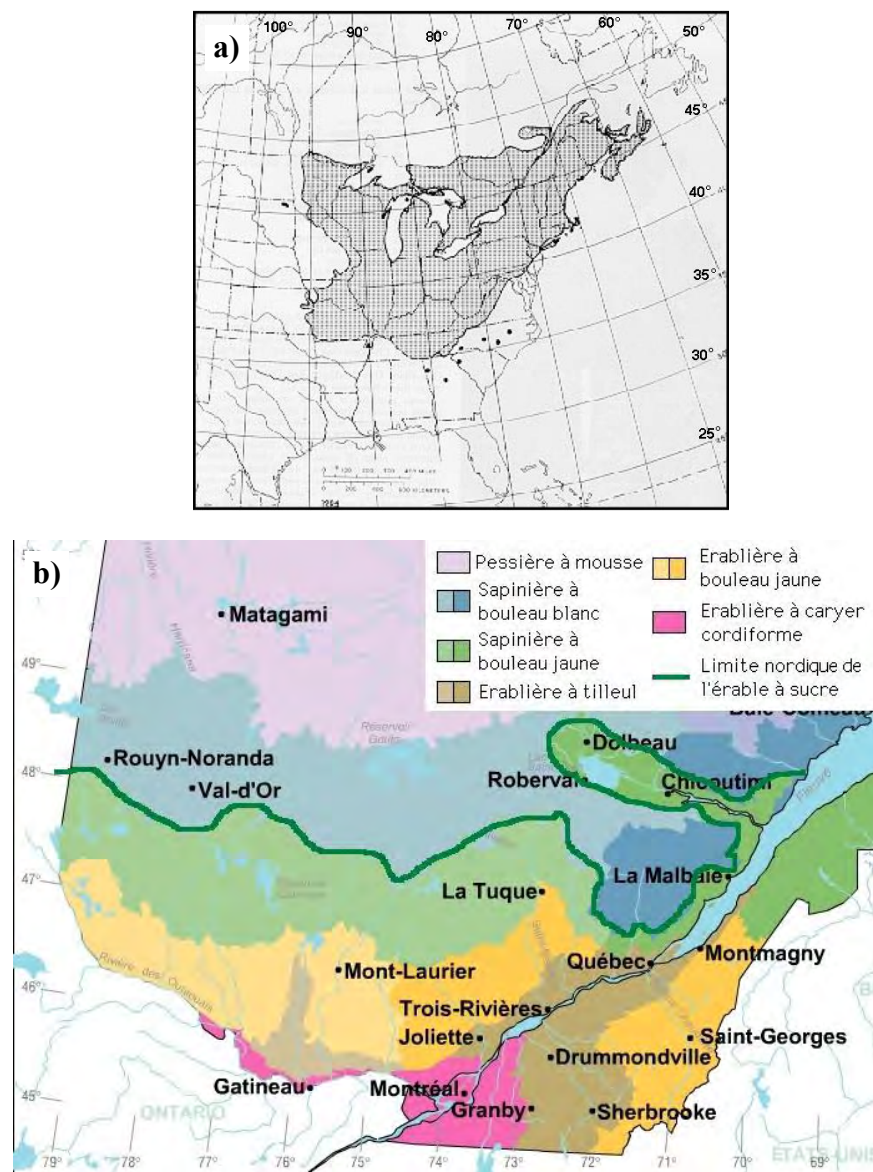 a)
100°
90°
80°
70°
60°
50°
45°
40°
35°
30°
25°
b)
Pessière à mousse
Sapinière à
bouleau blanc
Sapinière à
bouleau jaune
Erablière à tilleul
Erablière à
bouleau jaune
Erablière à caryer
cordiforme
Limite nordique de
l'érable à sucre
Matagami
49°
Rouyn-Noranda
48°
Val-d'Or
Dolbeau
Roberval
Chicoutimi
Fleuve
47°
La Tuque
La Malbaie
Mont-Laurier
Québec
Montmagny
46°
Trois-Rivières
Joliette
Saint-Georges
Drummondville
45°
Gatineau
Montréal
Granby
Sherbrooke
ONTARIO
79° 78° 77° 76° 75° 74° 73° 72° 71° 70° 69°